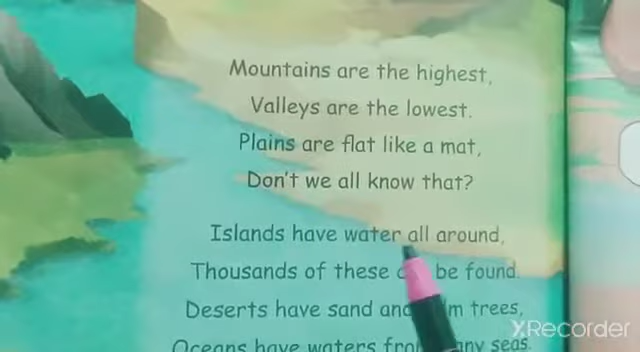 Mountains are the highest,
Valleys are the lowest.
Plains are flat like a mat,
Don't we all know that?
Islands have water all around,
Thousands of these be found.
Deserts have sand and trees,
Oceans have waters from seas.
XRecorder